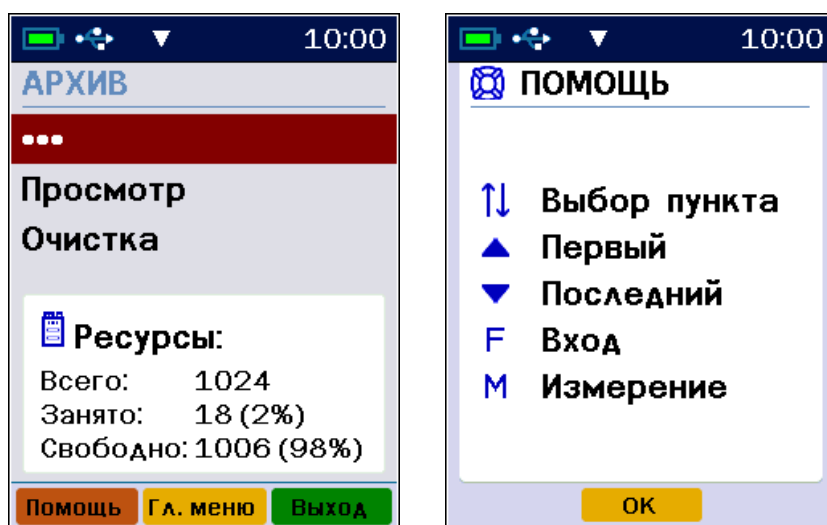 10:00
АРХИВ
•••
Просмотр
Очистка
Ресурсы:
Всего: 1024
Занято: 18 (2%)
Свободно: 1006 (98%)
Помощь Гл. меню Выход
10:00
ПОМОЩЬ
↑↓ Выбор пункта
▲ Первый
▼ Последний
F Вход
M Измерение
ОК